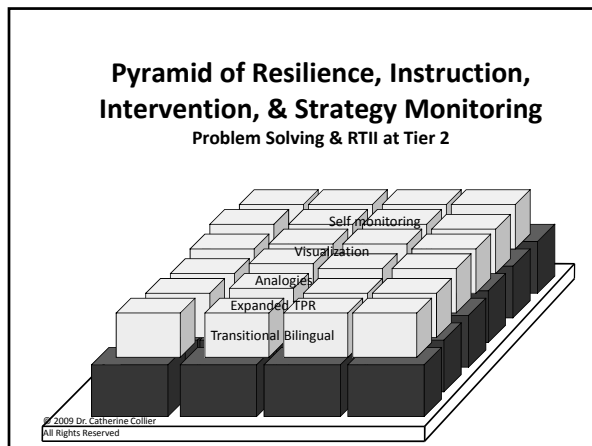 Pyramid of Resilience, Instruction,
Intervention, & Strategy Monitoring
Problem Solving & RTII at Tier 2
Self monitoring
Visualization
Analogies
Expanded TPR
Transitional Bilingual
© 2009 Dr. Catherine Collier
All Rights Reserved